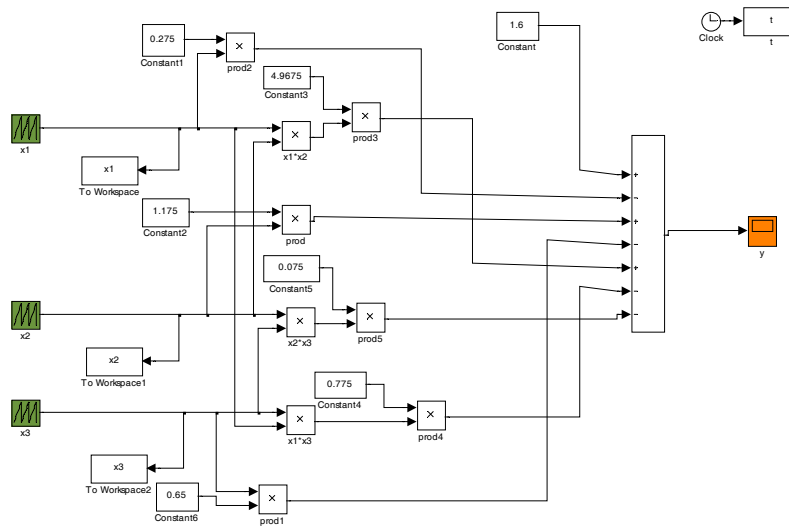 1.6
Constant
Clock
t
t
0.275
Constant1
×
prod2
4.9675
Constant3
×
prod3
x1
×
x1*x2
x1
To Workspace
1.175
Constant2
×
prod
+
-
+
-
+
-
-
y
0.075
Constant5
x2
×
x2*x3
×
prod5
x2
To Workspace1
0.775
Constant4
x3
×
x1*x3
×
prod4
x3
To Workspace2
0.65
Constant6
×
prod1